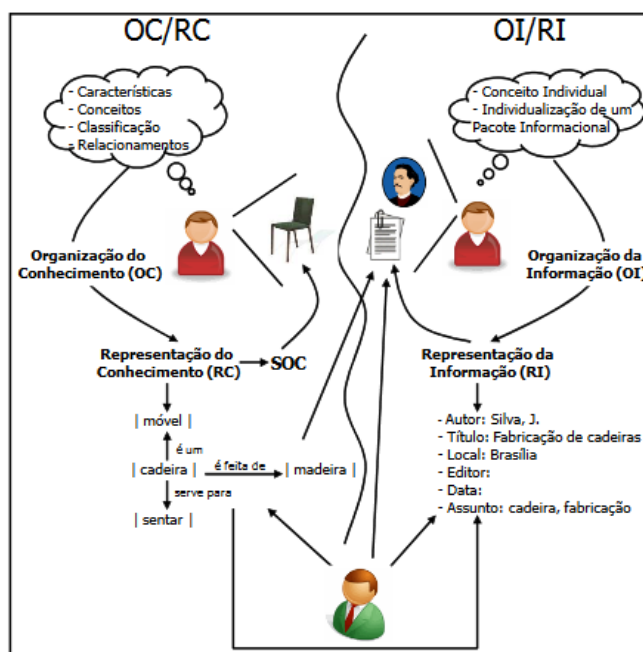 OC/RC
- Características
- Conceitos
- Classificação
- Relacionamentos
Organização do
Conhecimento (OC)
Representação do
Conhecimento (RC)
SOC
| móvel |
é um
| cadeira |
é feita de
| madeira |
serve para
| sentar |
OI/RI
- Conceito Individual
- Individualização de um
Pacote Informacional
Organização da
Informação (OI)
Representação da
Informação (RI)
- Autor: Silva, J.
- Título: Fabricação de cadeiras
- Local: Brasília
- Editor:
- Data:
- Assunto: cadeira, fabricação